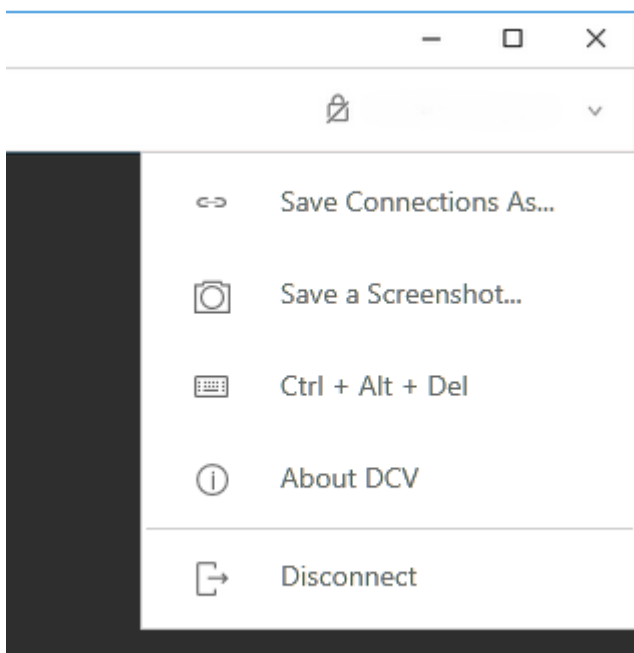 Save Connections As...
Save a Screenshot...
Ctrl + Alt + Del
About DCV
Disconnect